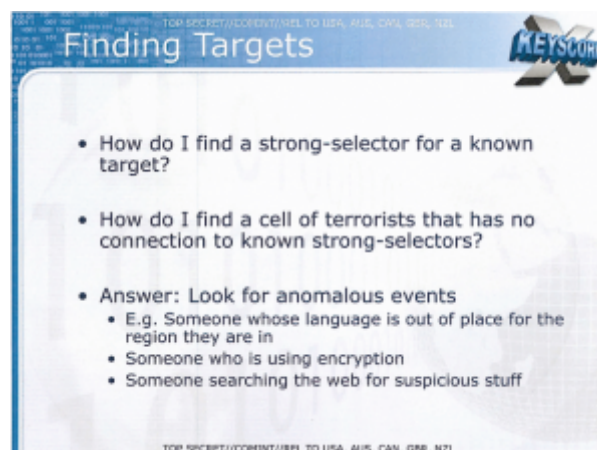 TOP SECRET//COMINT//REL TO USA, AUS, CAN, GBR, NZL
Finding Targets
KEYSCOR
• How do I find a strong-selector for a known
target?
• How do I find a cell of terrorists that has no
connection to known strong-selectors?
• Answer: Look for anomalous events
• E.g. Someone whose language is out of place for the
region they are in
• Someone who is using encryption
• Someone searching the web for suspicious stuff
TOP SECRET//COMINT//REL TO USA, AUS, CAN, GBR, NZL